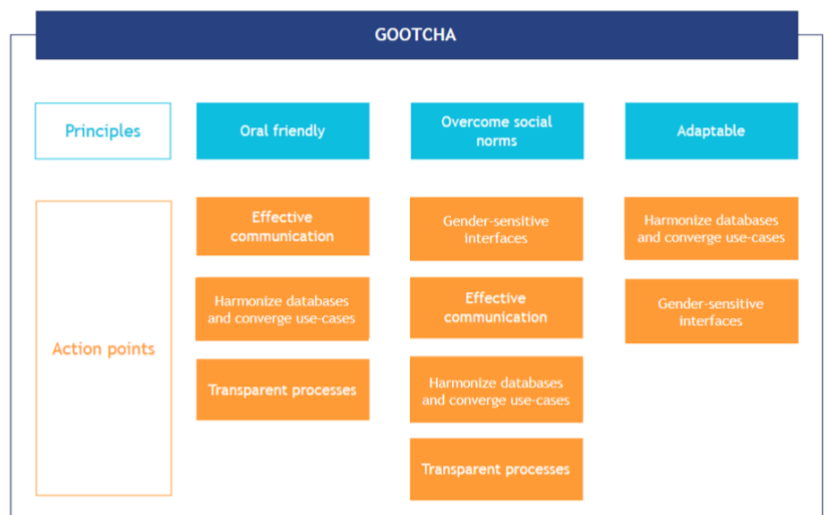 GOOTCHA
Principles
Oral friendly
Overcome social
norms
Adaptable
Action points
Effective
communication
Harmonize databases
and converge use-cases
Transparent processes
Gender-sensitive
interfaces
Effective
communication
Harmonize databases
and converge use-cases
Transparent processes
Harmonize databases
and converge use-cases
Gender-sensitive
interfaces